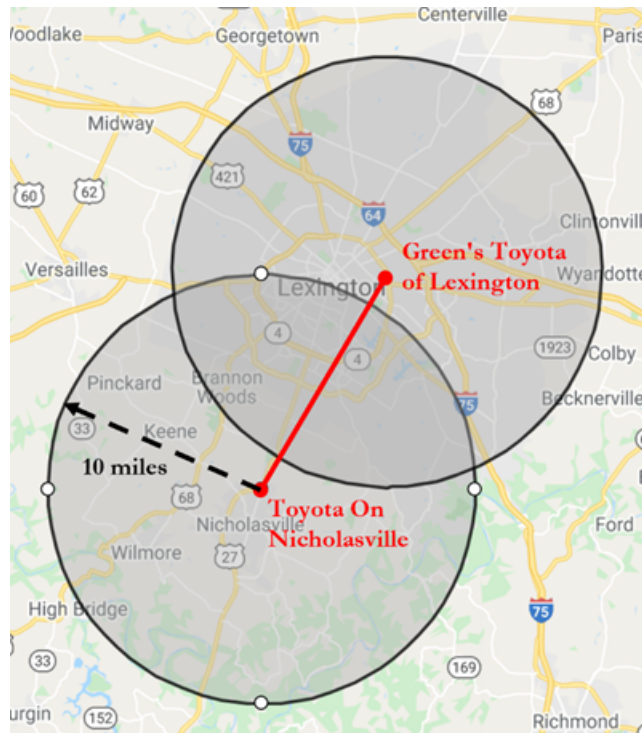 Centerville
Woodlake
Georgetown
Paris
68
Midway
75
421
62
60
64
Clintonvill
Green's Toyota
of Lexington
Versailles
Wyandotte
Lexington
4
4
1923
Colby
Pinckard
Brannon
Woods
75
Becknerville
33
Keene
10 miles
68
Toyota On
Nicholasville
Nicholasville
Ford
Wilmore
27
High Bridge
75
33
169
urgin
152
Richmond